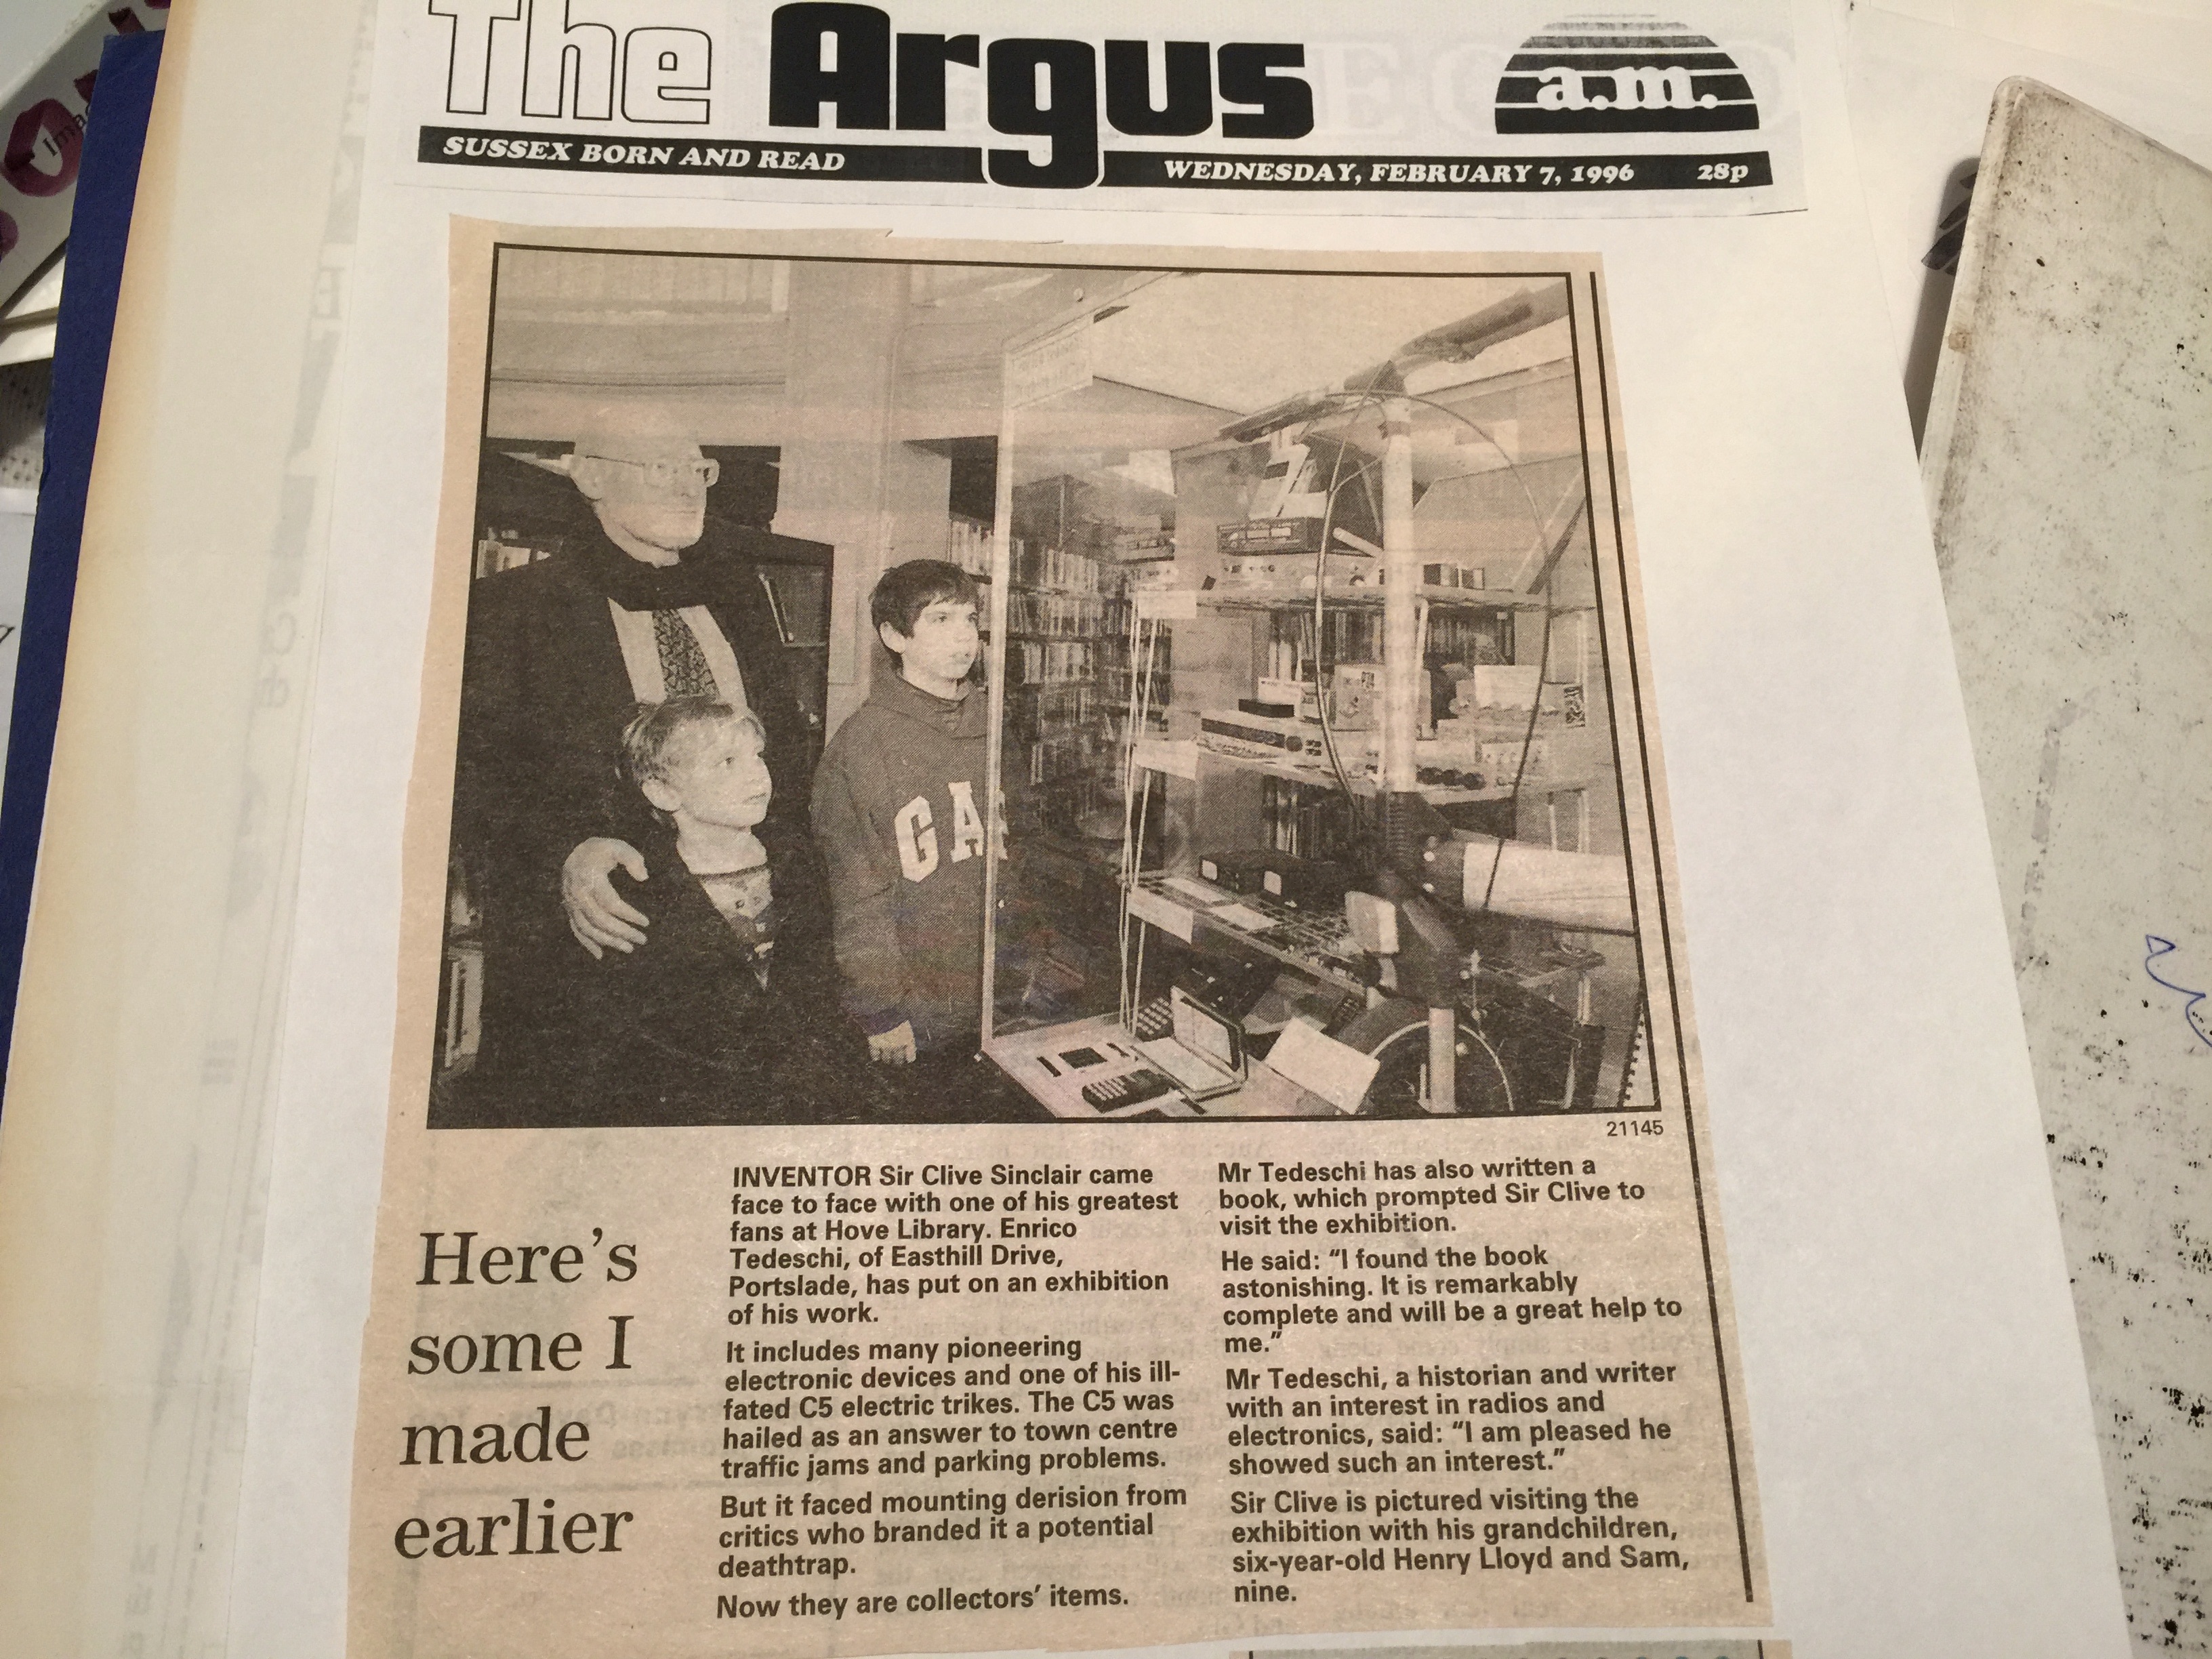 The Argus
a.m.
SUSSEX BORN AND READ
WEDNESDAY, FEBRUARY 7, 1996 28p
GAP
21145
Here's
some I
made
earlier
INVENTOR Sir Clive Sinclair came
face to face with one of his greatest
fans at Hove Library. Enrico
Tedeschi, of Easthill Drive,
Portslade, has put on an exhibition
of his work.
It includes many pioneering
electronic devices and one of his ill-
fated C5 electric trikes. The C5 was
hailed as an answer to town centre
traffic jams and parking problems.
But it faced mounting derision from
critics who branded it a potential
deathtrap.
Now they are collectors' items.
Mr Tedeschi has also written a
book, which prompted Sir Clive to
visit the exhibition.
He said: "I found the book
astonishing. It is remarkably
complete and will be a great help to
me."
Mr Tedeschi, a historian and writer
with an interest in radios and
electronics, said: "I am pleased he
showed such an interest."
Sir Clive is pictured visiting the
exhibition with his grandchildren,
six-year-old Henry Lloyd and Sam,
nine.